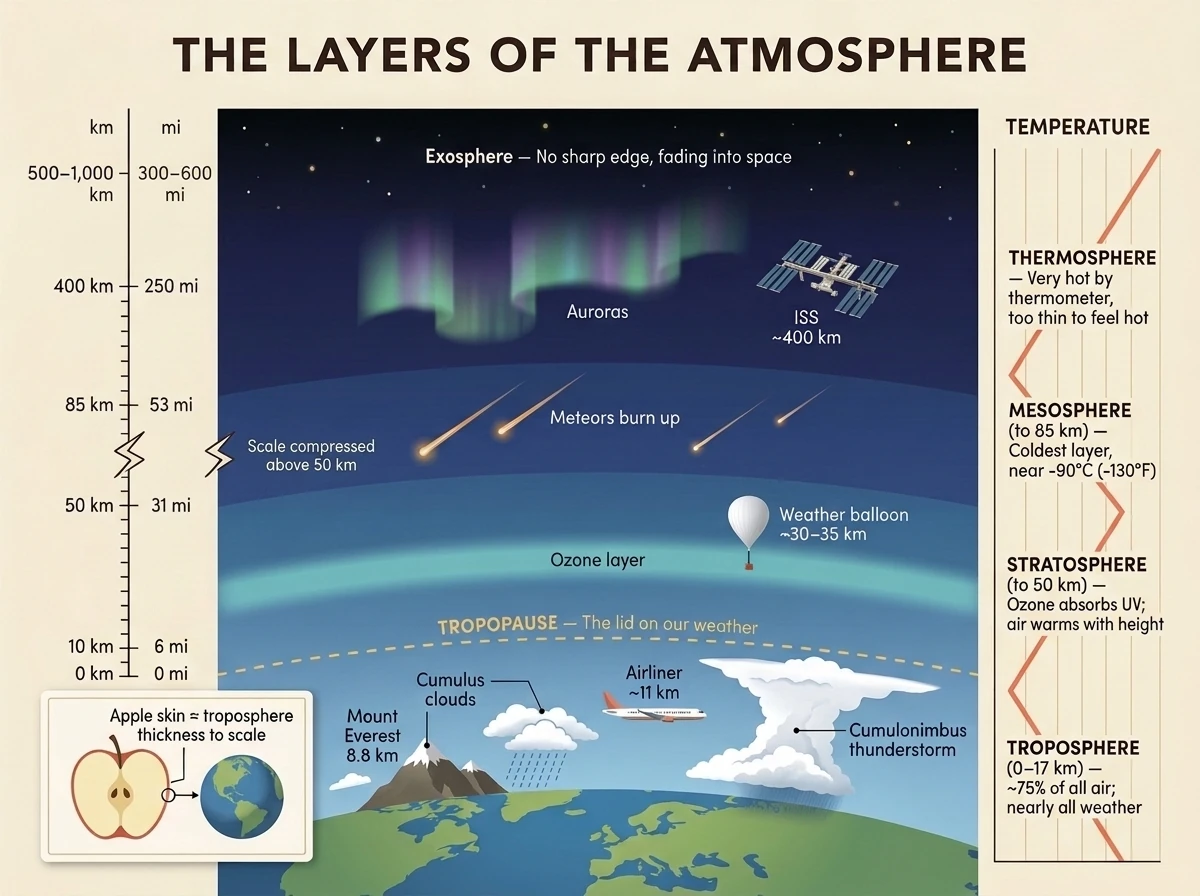 THE LAYERS OF THE ATMOSPHERE
km
mi
500–1,000
km
300–600
mi
400 km
250 mi
85 km
53 mi
50 km
31 mi
10 km
6 mi
0 km
0 mi
Exosphere — No sharp edge, fading into space
Auroras
ISS
~400 km
Meteors burn up
Scale compressed
above 50 km
Weather balloon
~30–35 km
Ozone layer
TROPOPAUSE — The lid on our weather
Cumulus
clouds
Airliner
~11 km
Mount
Everest
8.8 km
Cumulonimbus
thunderstorm
Apple skin ≈ troposphere
thickness to scale
TEMPERATURE
THERMOSPHERE
— Very hot by
thermometer,
too thin to feel hot
MESOSPHERE
(to 85 km) —
Coldest layer,
near -90°C (-130°F)
STRATOSPHERE
(to 50 km) —
Ozone absorbs UV;
air warms with height
TROPOSPHERE
(0–17 km) —
~75% of all air;
nearly all weather